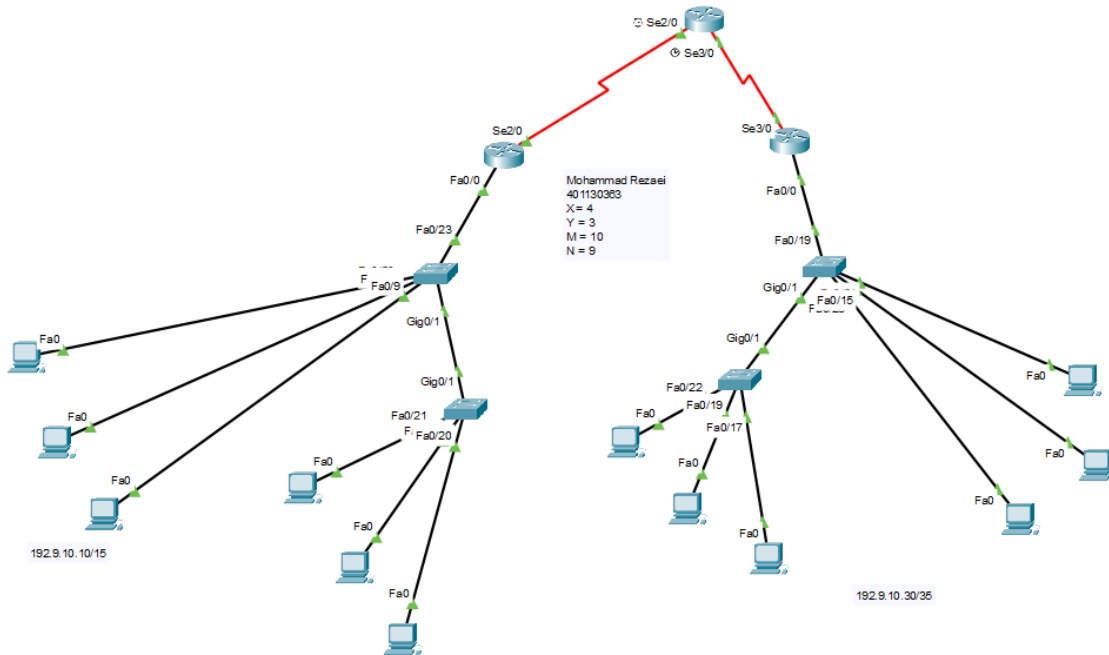 Se2/0
Se3/0
Se2/0
Se3/0
Fa0/0
Mohammad Rezaei
401130363
X = 4
Y = 3
M = 10
N = 9
Fa0/0
Fa0/23
Fa0/19
Fa0/9
Gig0/1
Fa0/15
Gig0/1
Fa0
Gig0/1
Gig0/1
Fa0
Fa0/22
Fa0
Fa0/19
Fa0/21
Fa0
Fa0/20
Fa0/17
Fa0
Fa0
Fa0
Fa0
Fa0
192.9.10.10/15
Fa0
Fa0
192.9.10.30/35
Fa0